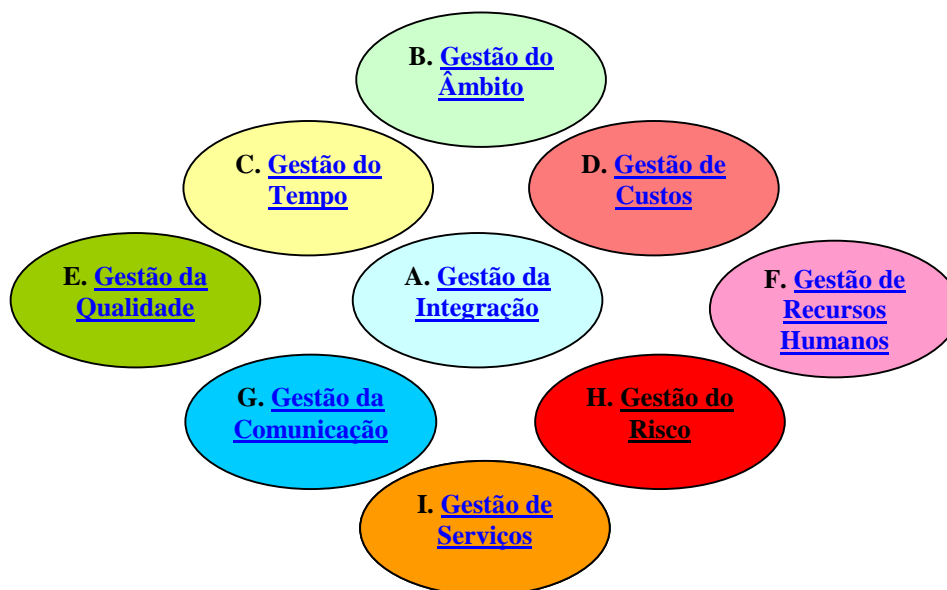 B. Gestão do
Âmbito
C. Gestão do
Tempo
D. Gestão de
Custos
E. Gestão da
Qualidade
A. Gestão da
Integração
F. Gestão de
Recursos
Humanos
G. Gestão da
Comunicação
H. Gestão do
Risco
I. Gestão de
Serviços